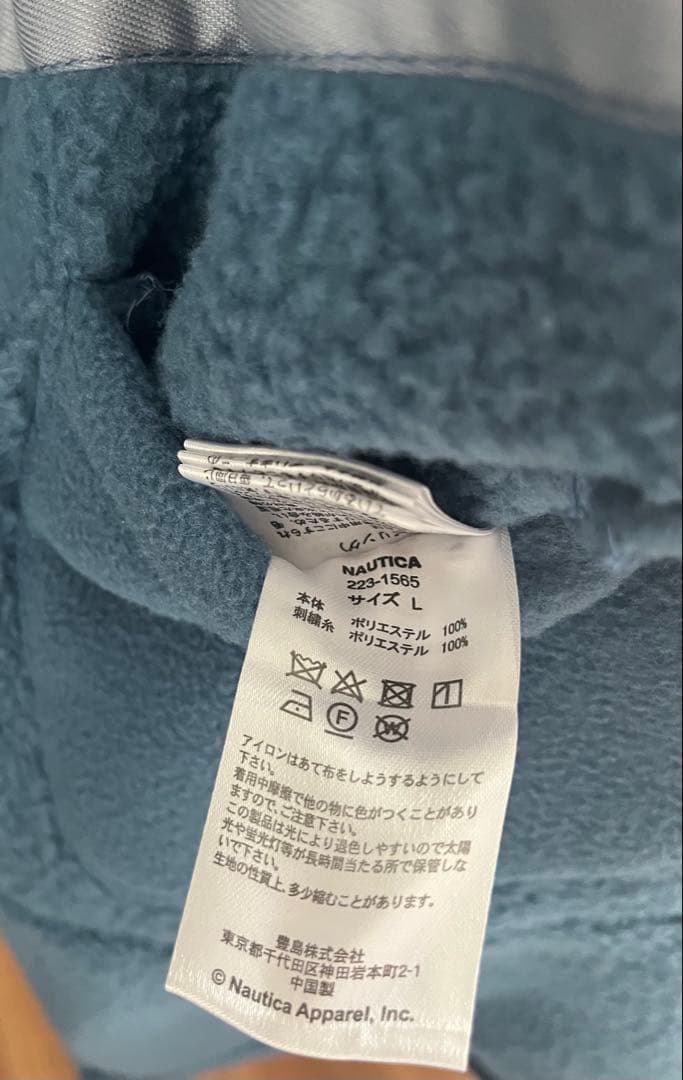 NAUTICA
223-1565
サイズ L
本体 ポリエステル 100%
刺繍糸 ポリエステル 100%
F
W
アイロンはあて布をしようするようにして
下さい。
着用中摩擦で他の物に色がつくことがあり
ますので、ご注意下さい。
この製品は光により退色しやすいので太陽
光や蛍光灯等が長時間当たる所で保管しな
いで下さい。
生地の性質上、多少縮むことがあります。
豊島株式会社
東京都千代田区神田岩本町2-1
中国製
© Nautica Apparel, Inc.